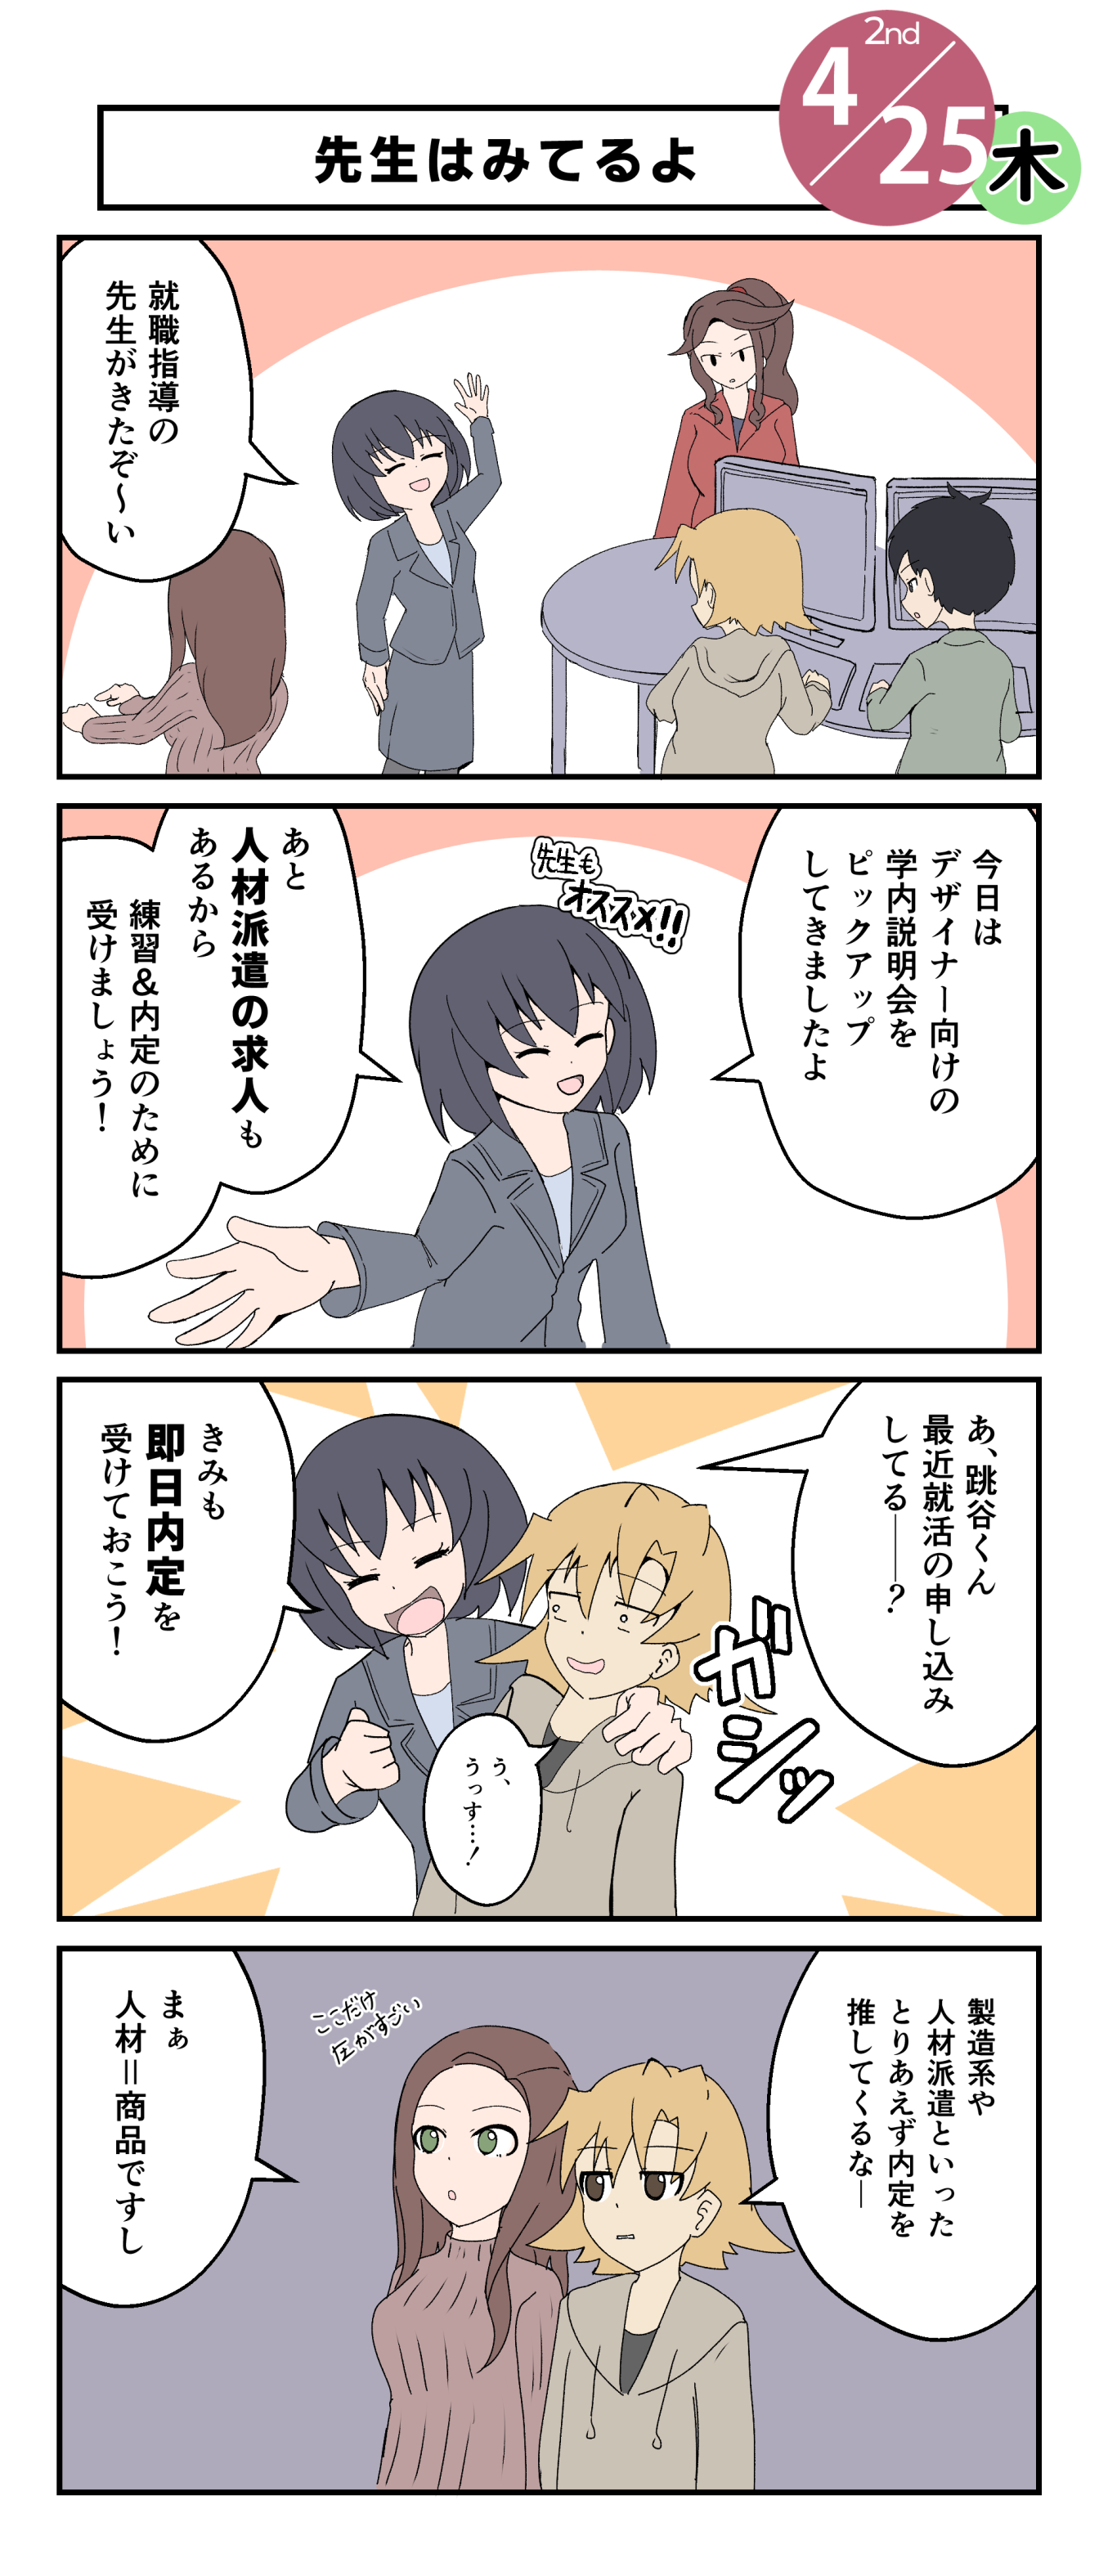 2nd
4/25
木
先生はみてるよ
就職指導の
先生がきたぞ～い
今日は
デザイナー向けの
学内説明会を
ピックアップ
してきましたよ
先生も
オススメ!!
あと
人材派遣の求人も
あるから
練習&内定のために
受けましょう！
あ、跳谷くん
最近就活の申し込み
してる――？
ガシッ
う、
うっす…！
きみも
即日内定を
受けておこう！
製造系や
人材派遣といった
とりあえず内定を
推してくるな―
ここだけ
圧がすごい
まぁ
人材＝商品ですし